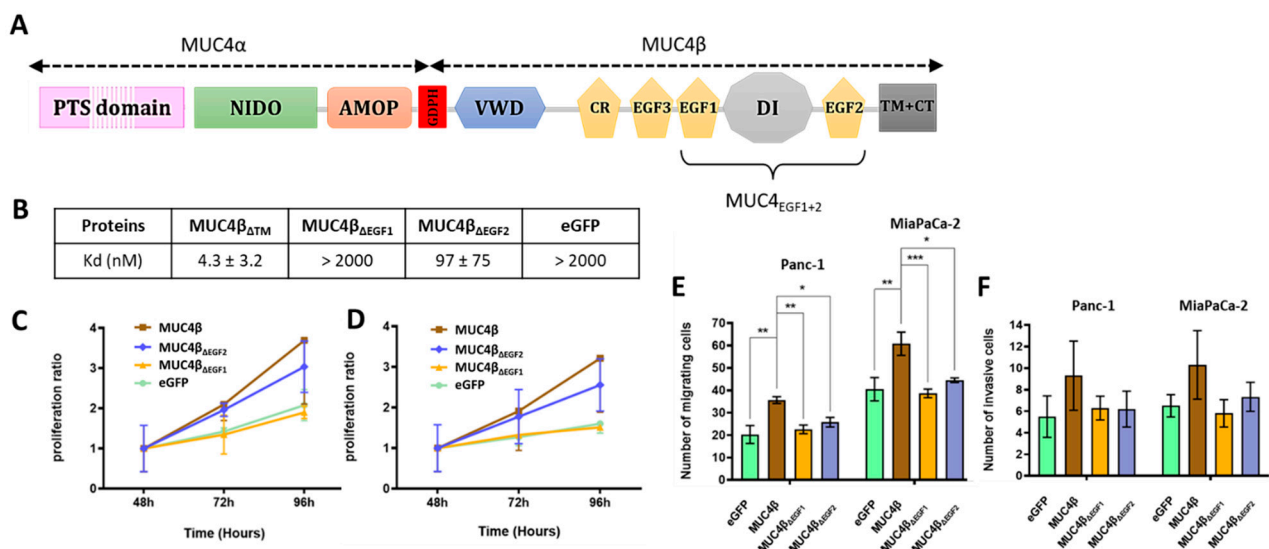 A
MUC4α
MUC4β
PTS domain
NIDO
AMOP
GDPH
VWD
CR
EGF3
EGF1
DI
EGF2
TM+CT
MUC4EGF1+2
B
Proteins MUC4βΔTM MUC4βΔEGF1 MUC4βΔEGF2 eGFP
Kd (nM) 4.3 ± 3.2 > 2000 97 ± 75 > 2000
C
proliferation ratio
4
3
2
1
0
48h 72h 96h
Time (Hours)
MUC4β
MUC4βΔEGF2
MUC4βΔEGF1
eGFP
D
proliferation ratio
4
3
2
1
0
48h 72h 96h
Time (Hours)
MUC4β
MUC4βΔEGF2
MUC4βΔEGF1
eGFP
E
Panc-1
MiaPaCa-2
Number of migrating cells
70
60
50
40
30
20
10
0
** ** *
** *** *
eGFP MUC4β MUC4βΔEGF1 MUC4βΔEGF2 eGFP MUC4β MUC4βΔEGF1 MUC4βΔEGF2
F
Panc-1
MiaPaCa-2
Number of invasive cells
14
12
10
8
6
4
2
0
eGFP MUC4β MUC4βΔEGF1 MUC4βΔEGF2 eGFP MUC4β MUC4βΔEGF1 MUC4βΔEGF2